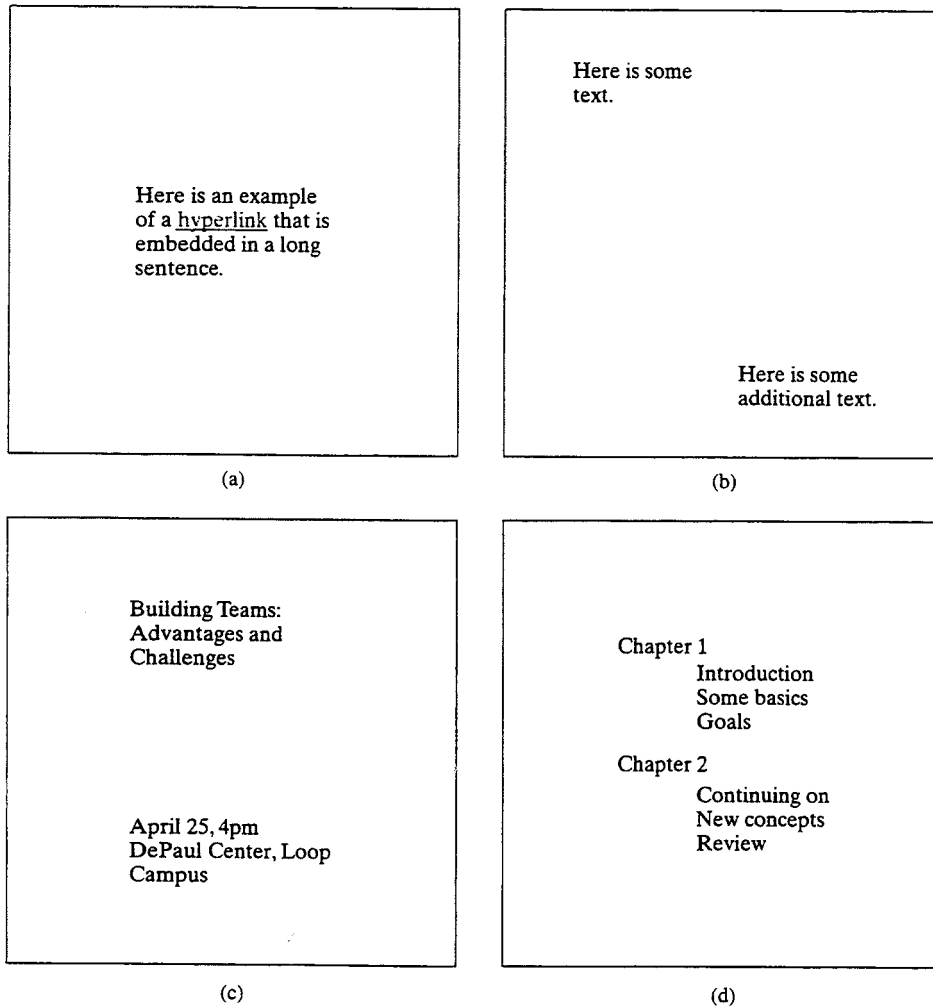 Here is an example
of a hyperlink that is
embedded in a long
sentence.
(a)
Here is some
text.
Here is some
additional text.
(b)
Building Teams:
Advantages and
Challenges
April 25, 4pm
DePaul Center, Loop
Campus
(c)
Chapter 1
Introduction
Some basics
Goals
Chapter 2
Continuing on
New concepts
Review
(d)